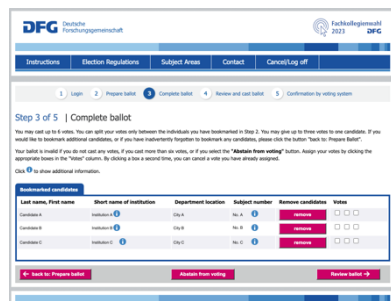 DFG Deutsche
Forschungsgemeinschaft
Fachkollegienwahl
2023 DFG
Instructions Election Regulations Subject Areas Contact Cancel/Log off
1 Login 2 Prepare ballot 3 Complete ballot 4 Review and cast ballot 5 Confirmation by voting system
Step 3 of 5 | Complete ballot
You may cast up to 6 votes. You can split your votes only between the individuals you have bookmarked in Step 2. You may give up to three votes to one candidate. If you
would like to bookmark additional candidates, or if you have inadvertently forgotten to bookmark any candidates, please click the button "back to: Prepare ballot".
Your ballot is invalid if you do not cast any votes, if you cast more than six votes, or if you select the "Abstain from voting" button. Assign your votes by clicking the
appropriate boxes in the "Votes" column. By clicking a box a second time, you can cancel a vote you have already assigned.
Click i to show additional information.
Bookmarked candidates
Last name, First name Short name of institution Department location Subject number Remove candidates Votes
Candidate A Institution A i City A No. A i remove
Candidate B Institution B i City B No. B i remove
Candidate C Institution C i City C No. C i remove
← back to: Prepare ballot Abstain from voting Review ballot →